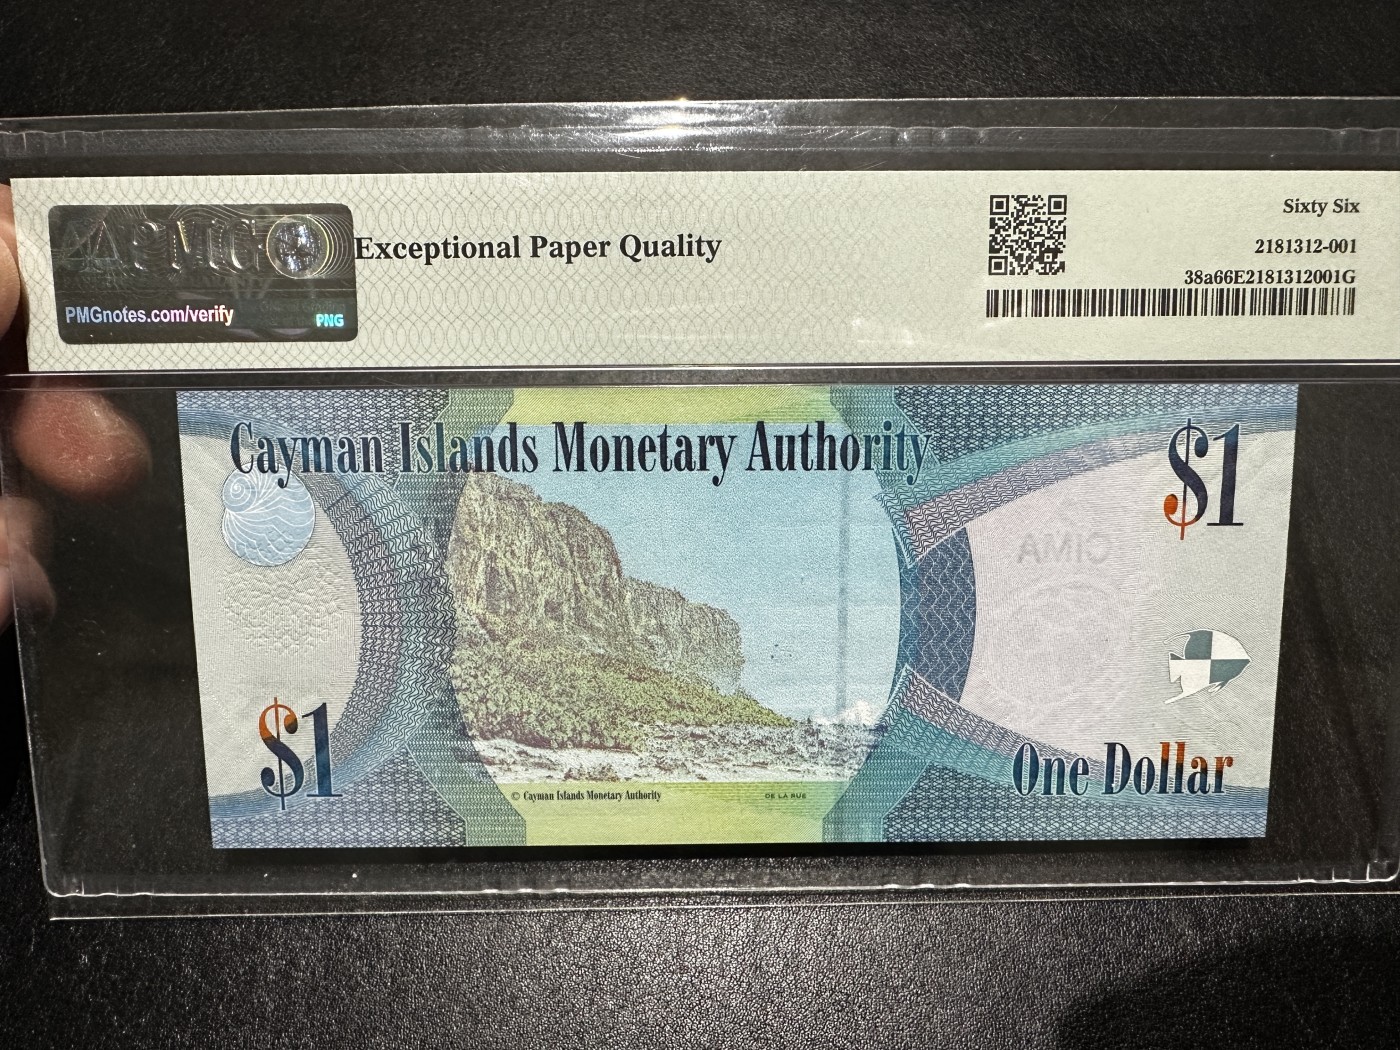 PMG
PMGnotes.com/verify
PNG
Exceptional Paper Quality
Sixty Six
2181312-001
38a66E2181312001G
Cayman Islands Monetary Authority
$1
CIMA
$1
One Dollar
© Cayman Islands Monetary Authority
DE LA RUE